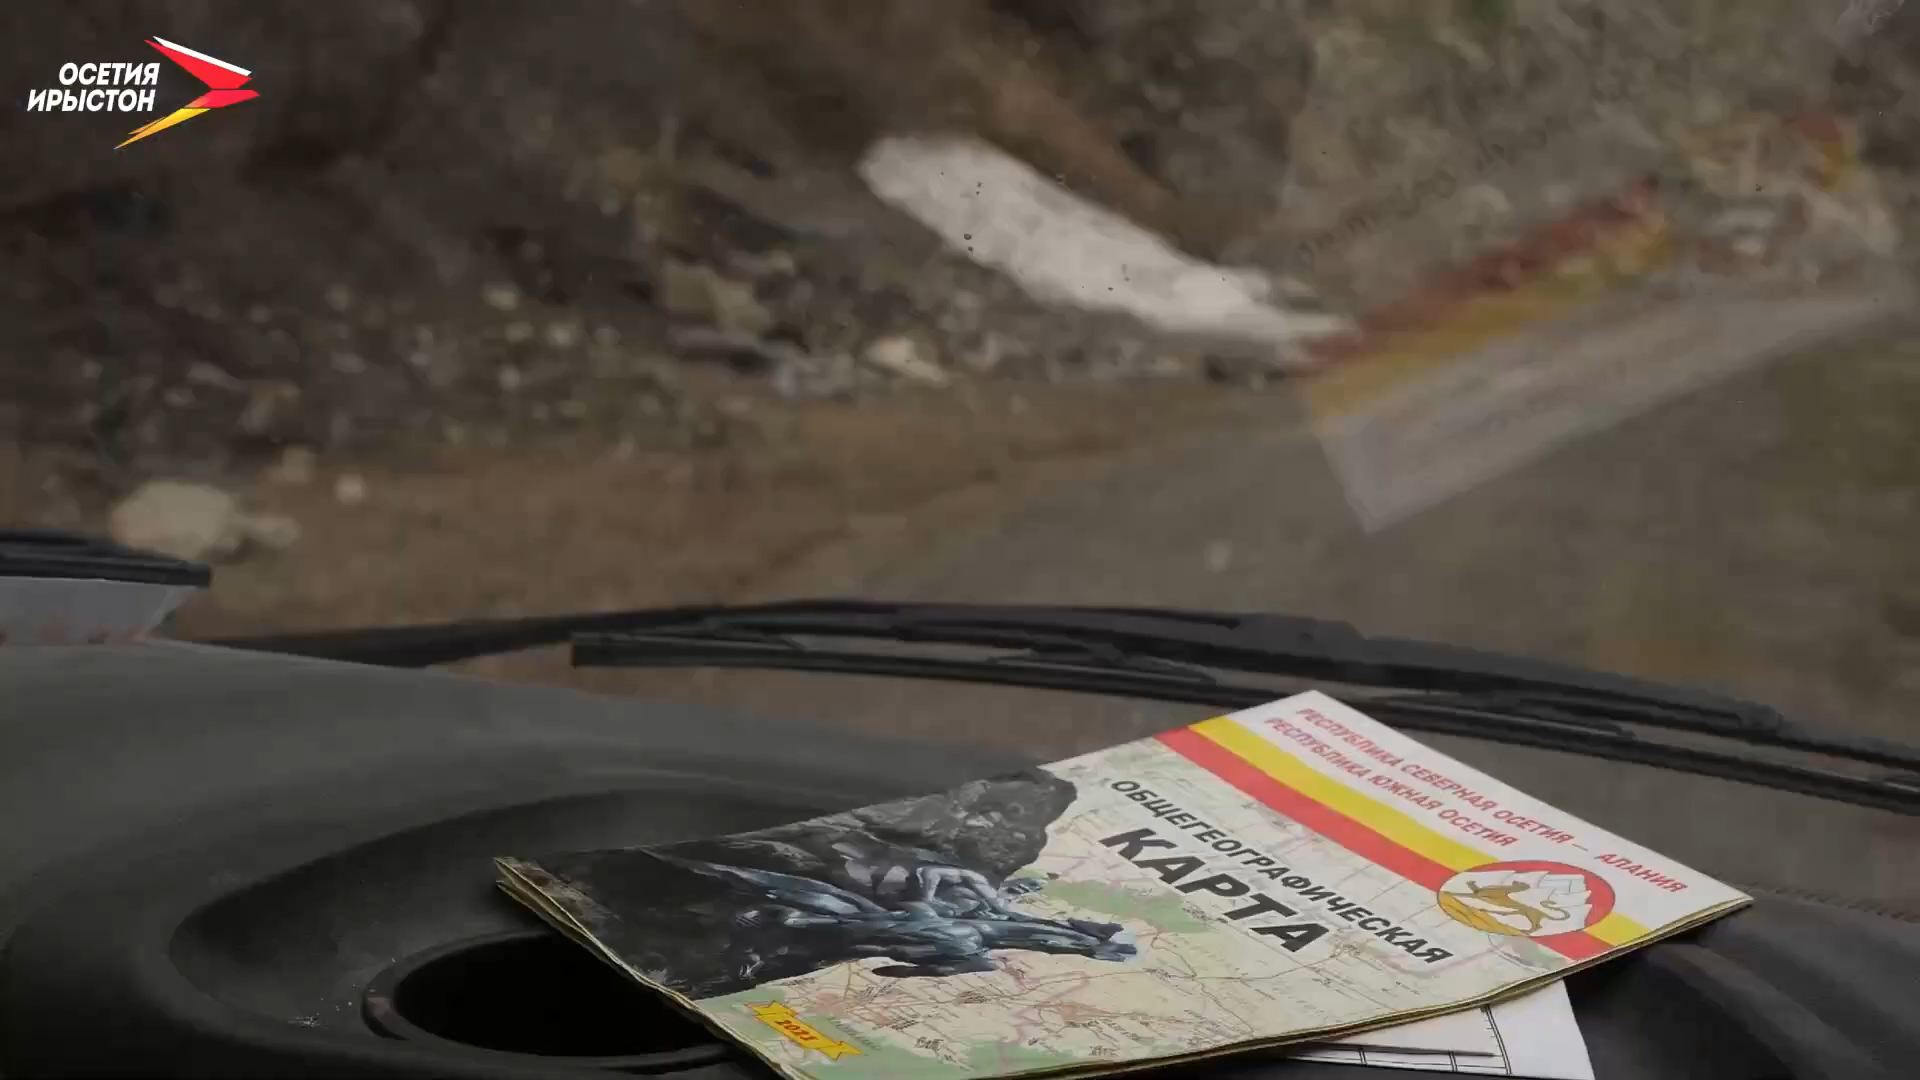 ОСЕТИЯ
ИРЫСТОН
РЕСПУБЛИКА СЕВЕРНАЯ ОСЕТИЯ — АЛАНИЯ
РЕСПУБЛИКА ЮЖНАЯ ОСЕТИЯ
ОБЩЕГЕОГРАФИЧЕСКАЯ
КАРТА